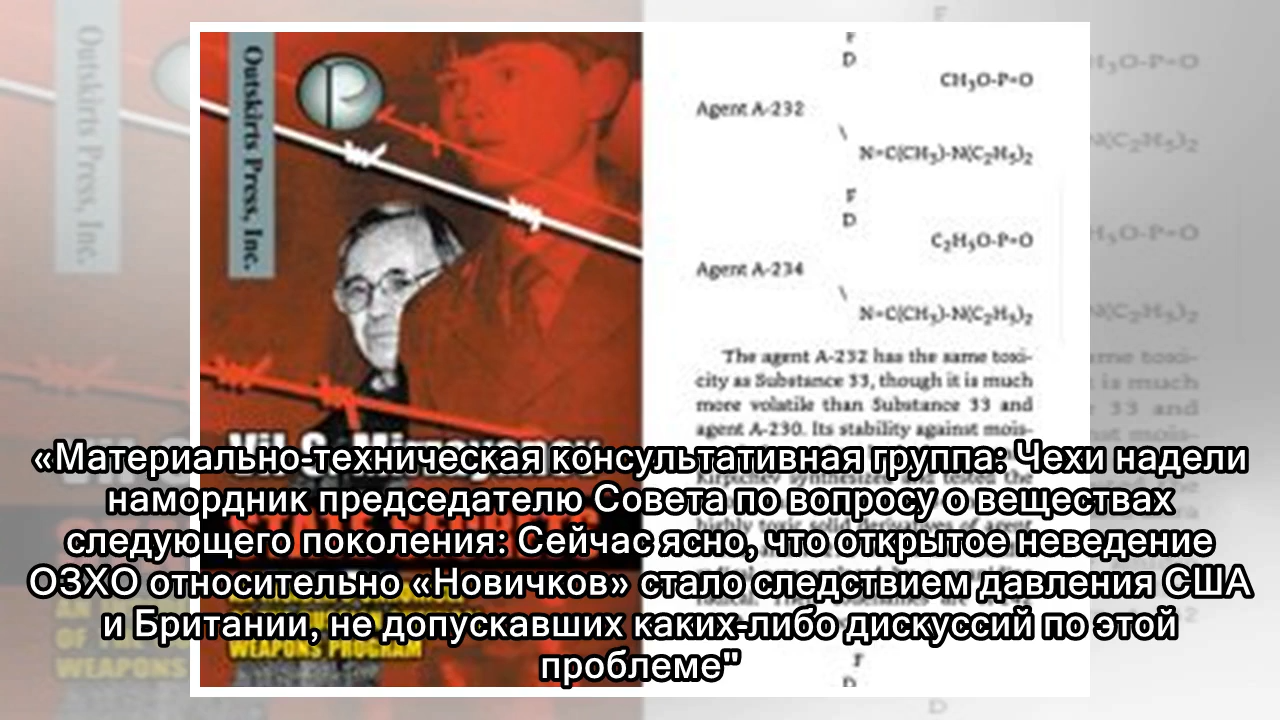 Outskirts Press, Inc.
F
D
CH₃O-P=O
Agent A-232
\
N=C(CH₃)-N(C₂H₅)₂
F
D
C₂H₅O-P=O
Agent A-234
\
N=C(CH₃)-N(C₂H₅)₂
The agent A-232 has the same toxi-
city as Substance 33, though it is much
more volatile than Substance 33 and
agent A-230. Its stability against mois-
«Материально-техническая консультативная группа: Чехи надели
намордник председателю Совета по вопросу о веществах
следующего поколения: Сейчас ясно, что открытое неведение
ОЗХО относительно «Новичков» стало следствием давления США
и Британии, не допускавших каких-либо дискуссий по этой
проблеме"
WEAPONS PROGRAM